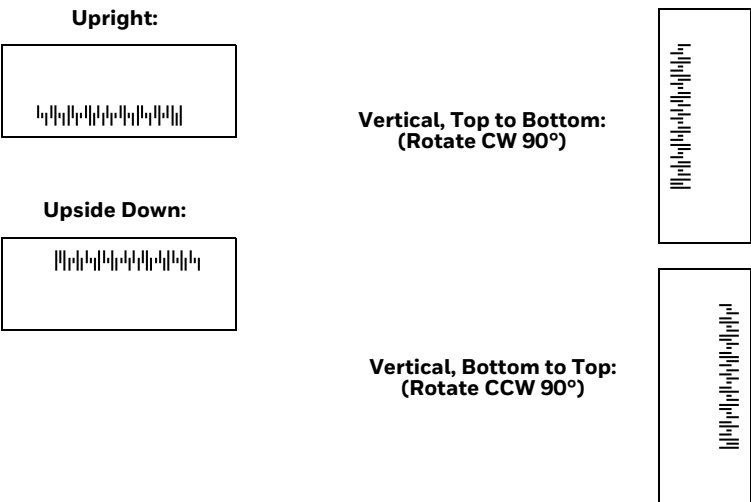 Upright:
Vertical, Top to Bottom:
(Rotate CW 90°)
Upside Down:
Vertical, Bottom to Top:
(Rotate CCW 90°)